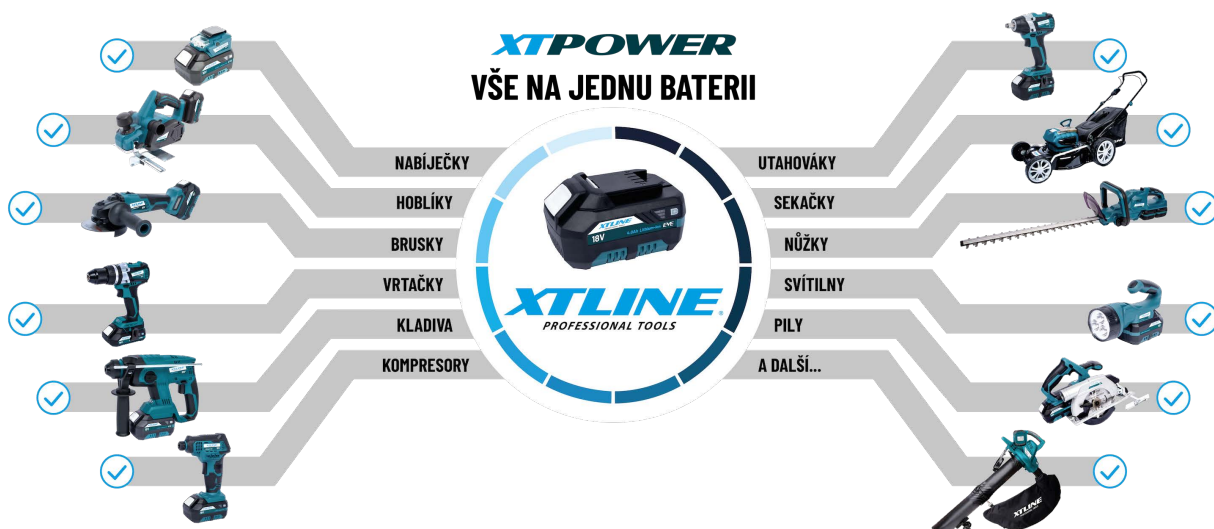 XTPOWER
VŠE NA JEDNU BATERII
NABÍJEČKY
HOBLÍKY
BRUSKY
VRTAČKY
KLADIVA
KOMPRESORY
UTAHOVÁKY
SEKAČKY
NŮŽKY
SVÍTILNY
PILY
A DALŠÍ...
XTLINE
18V
EYE
XTLINE®
PROFESSIONAL TOOLS
XTLINE